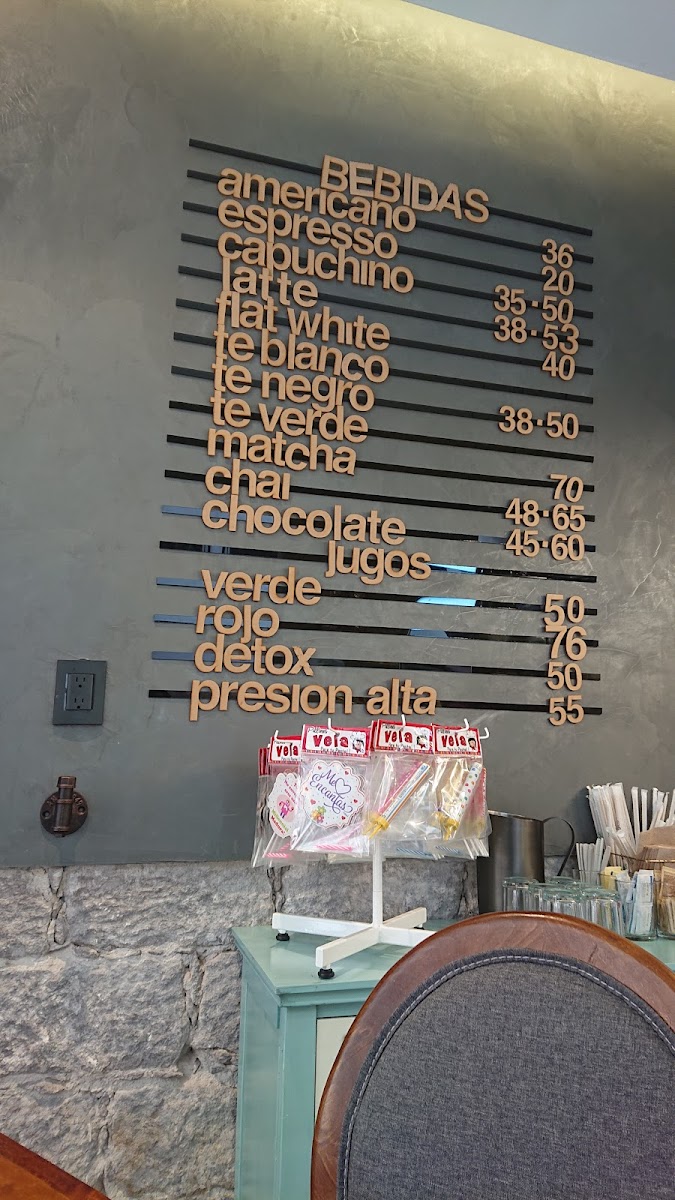 BEBIDAS
americano 36
espresso 20
capuchino 35·50
latte 38·53
flat white 40
te blanco
te negro 38·50
te verde
matcha 70
chai 48·65
chocolate 45·60
jugos
verde 50
rojo 76
detox 50
presion alta 55
vela
vela
vela
vela
Me
Encantas